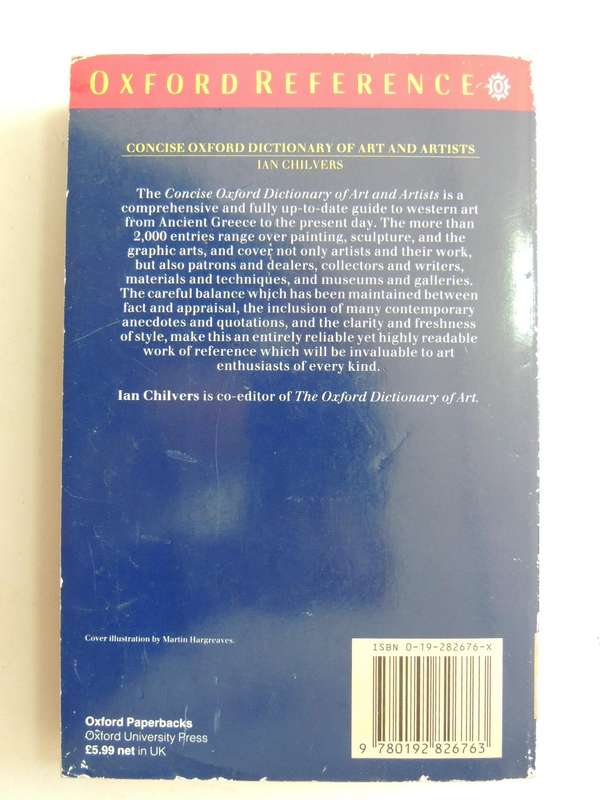 OXFORD REFERENCE
CONCISE OXFORD DICTIONARY OF ART AND ARTISTS
IAN CHILVERS
The Concise Oxford Dictionary of Art and Artists is a
comprehensive and fully up-to-date guide to western art
from Ancient Greece to the present day. The more than
2,000 entries range over painting, sculpture, and the
graphic arts, and cover not only artists and their work,
but also patrons and dealers, collectors and writers,
materials and techniques, and museums and galleries.
The careful balance which has been maintained between
fact and appraisal, the inclusion of many contemporary
anecdotes and quotations, and the clarity and freshness
of style, make this an entirely reliable yet highly readable
work of reference which will be invaluable to art
enthusiasts of every kind.
Ian Chilvers is co-editor of The Oxford Dictionary of Art.
Cover illustration by Martin Hargreaves.
ISBN 0-19-282676-X
9 780192 826763
Oxford Paperbacks
Oxford University Press
£5.99 net in UK